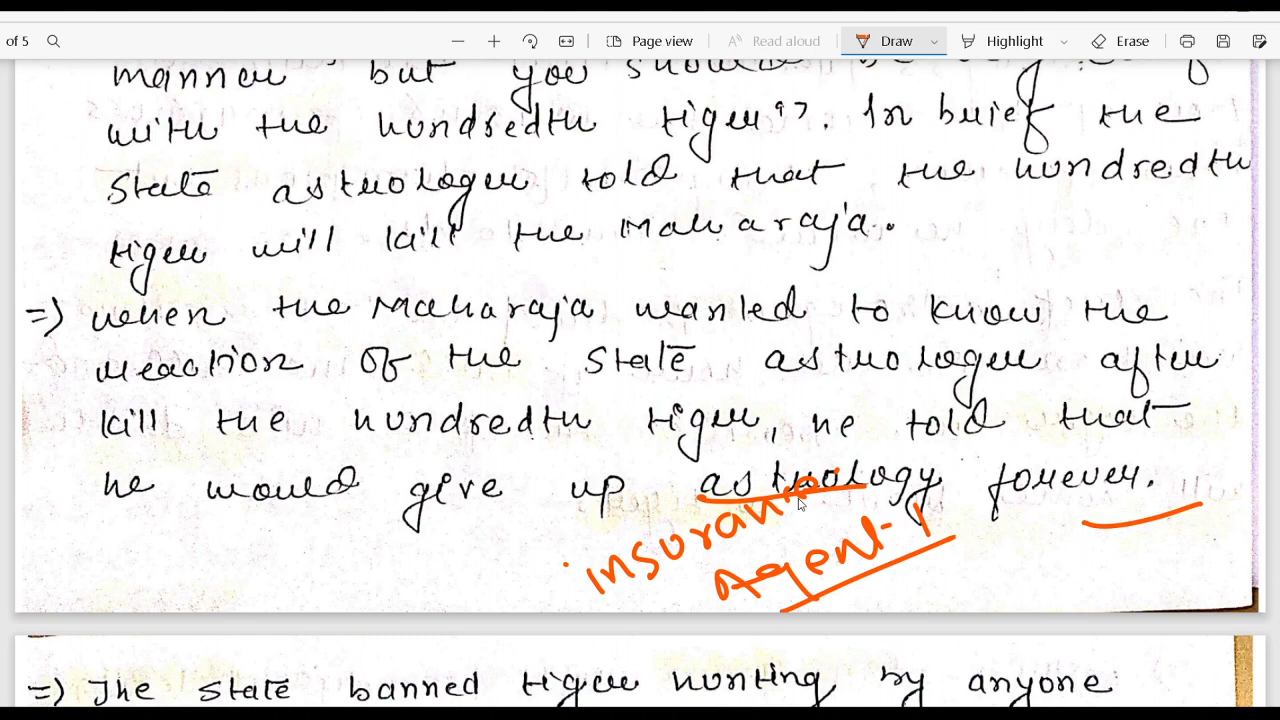 of 5 Page view Read aloud Draw Highlight Erase
manner but you should be
with the hundredth tiger". In brief the
State astrologer told that the hundredth
tiger will kill the Maharaja.
=> when the Maharaja wanted to know the
reaction of the State astrologer after
kill the hundredth tiger, he told that
he would give up astrology forever.
insurance
Agent.
=> The State banned tiger hunting by anyone